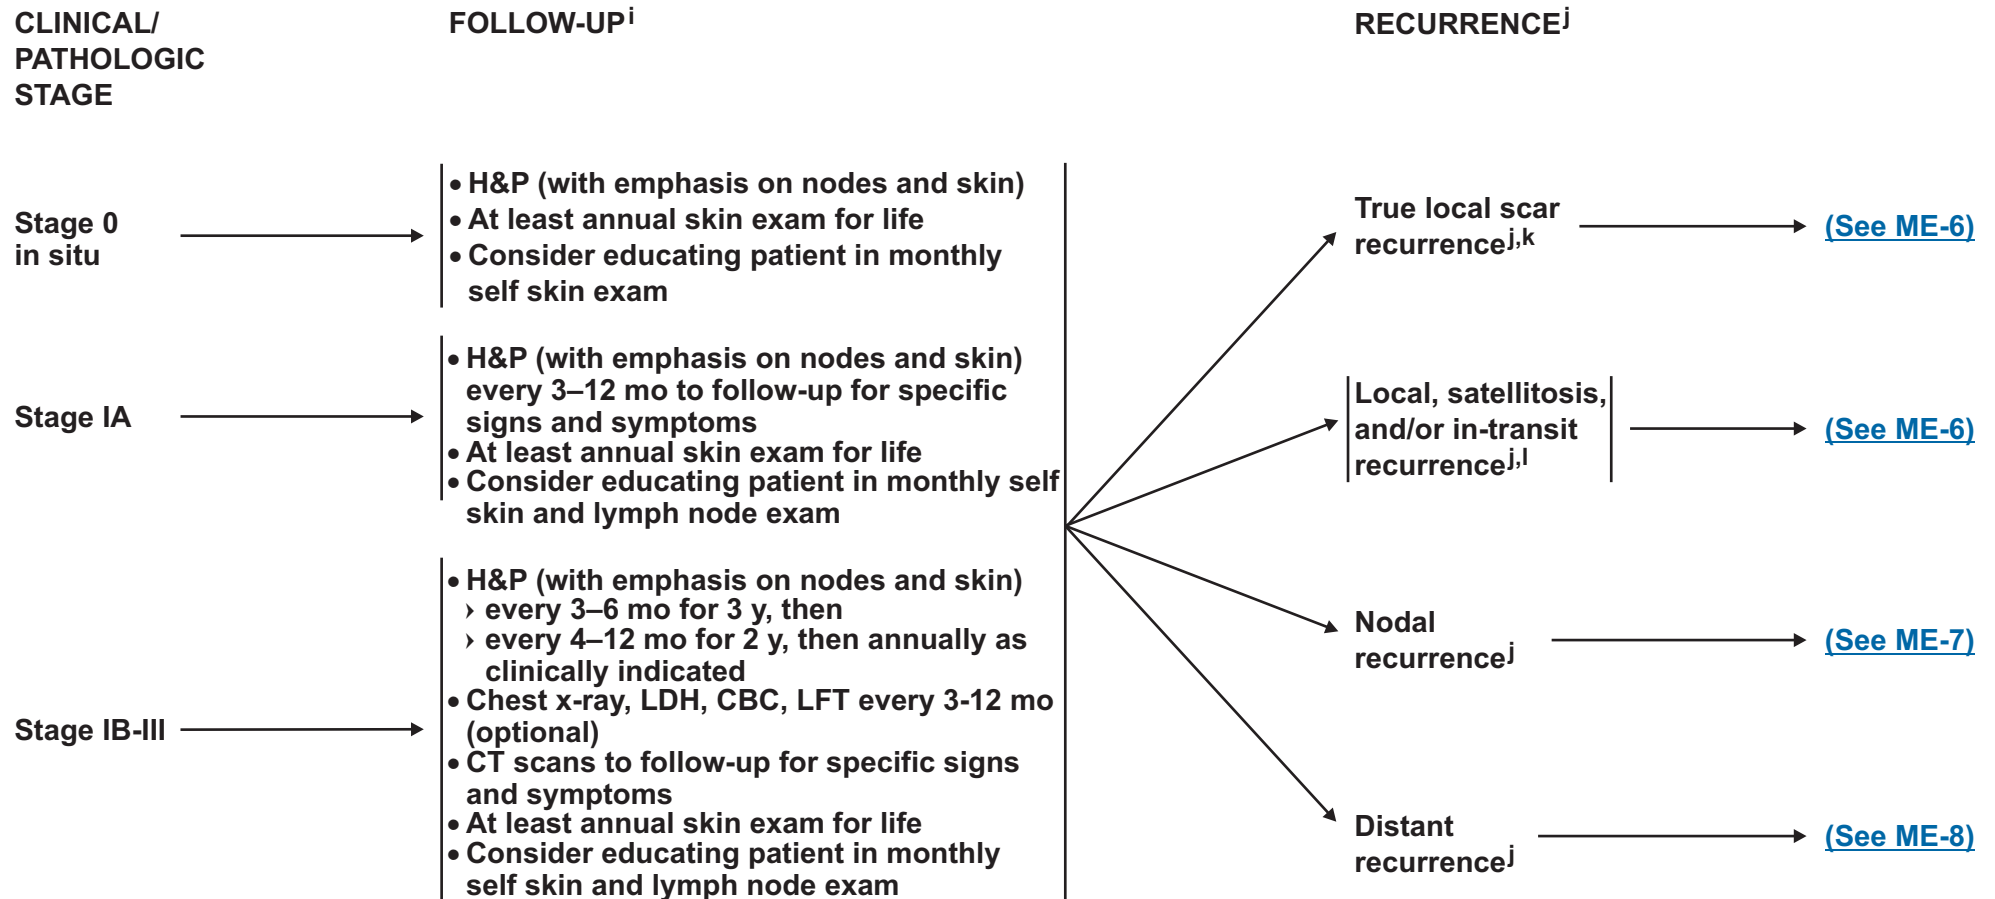 CLINICAL/
PATHOLOGIC
STAGE
FOLLOW-UPⁱ
RECURRENCEʲ
Stage 0
in situ
• H&P (with emphasis on nodes and skin)
• At least annual skin exam for life
• Consider educating patient in monthly
self skin exam
Stage IA
• H&P (with emphasis on nodes and skin)
every 3–12 mo to follow-up for specific
signs and symptoms
• At least annual skin exam for life
• Consider educating patient in monthly self
skin and lymph node exam
Stage IB-III
• H&P (with emphasis on nodes and skin)
› every 3–6 mo for 3 y, then
› every 4–12 mo for 2 y, then annually as
clinically indicated
• Chest x-ray, LDH, CBC, LFT every 3-12 mo
(optional)
• CT scans to follow-up for specific signs
and symptoms
• At least annual skin exam for life
• Consider educating patient in monthly
self skin and lymph node exam
True local scar
recurrenceʲ,ᵏ
(See ME-6)
Local, satellitosis,
and/or in-transit
recurrenceʲ,ˡ
(See ME-6)
Nodal
recurrenceʲ
(See ME-7)
Distant
recurrenceʲ
(See ME-8)